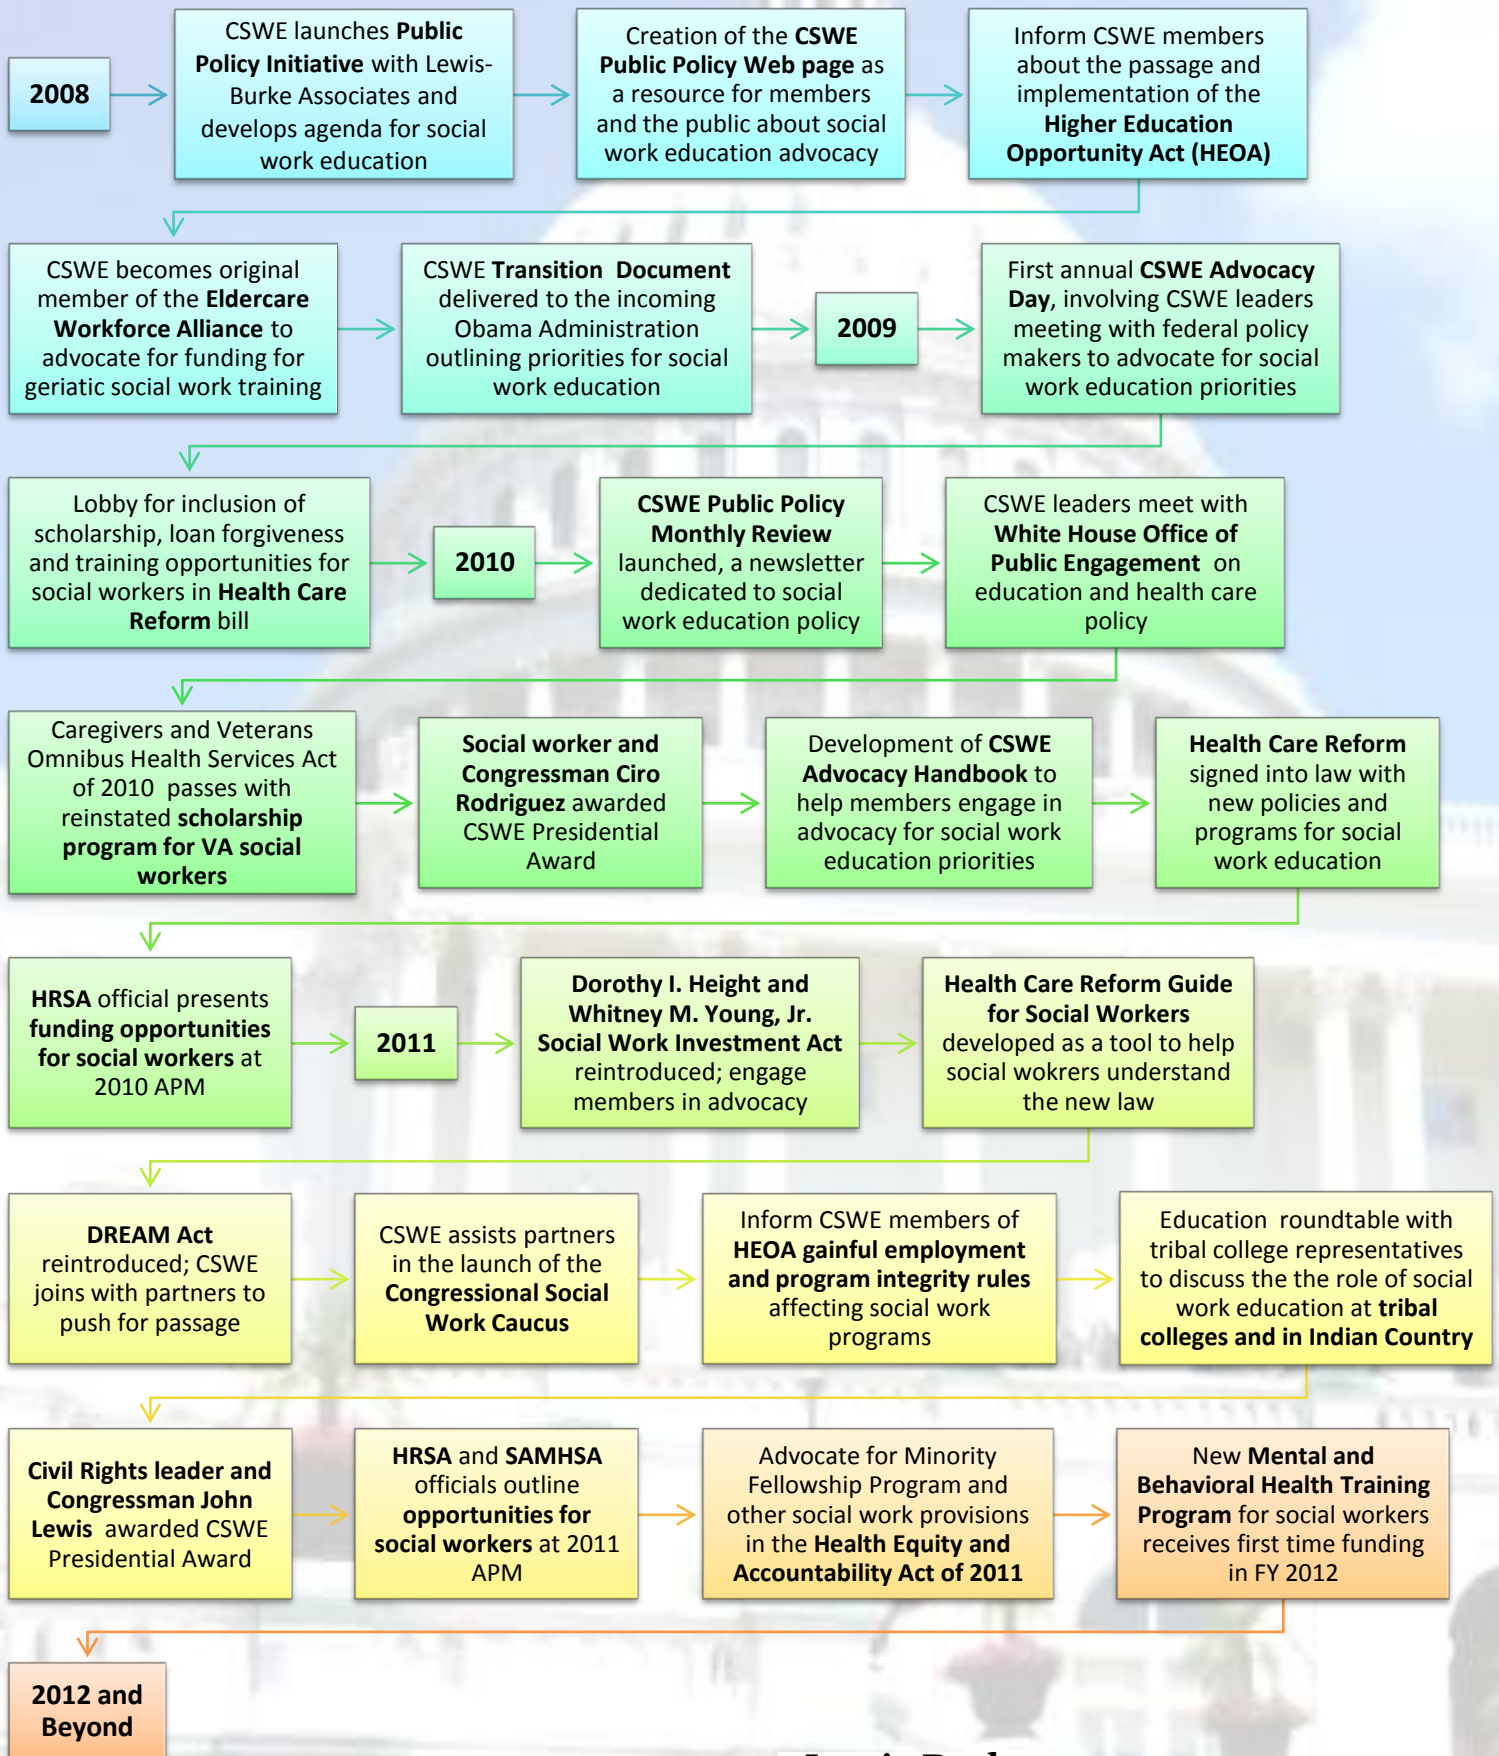 2008
CSWE launches Public
Policy Initiative with Lewis-
Burke Associates and
develops agenda for social
work education
Creation of the CSWE
Public Policy Web page as
a resource for members
and the public about social
work education advocacy
Inform CSWE members
about the passage and
implementation of the
Higher Education
Opportunity Act (HEOA)
CSWE becomes original
member of the Eldercare
Workforce Alliance to
advocate for funding for
geriatic social work training
CSWE Transition Document
delivered to the incoming
Obama Administration
outlining priorities for social
work education
2009
First annual CSWE Advocacy
Day, involving CSWE leaders
meeting with federal policy
makers to advocate for social
work education priorities
Lobby for inclusion of
scholarship, loan forgiveness
and training opportunities for
social workers in Health Care
Reform bill
2010
CSWE Public Policy
Monthly Review
launched, a newsletter
dedicated to social
work education policy
CSWE leaders meet with
White House Office of
Public Engagement on
education and health care
policy
Caregivers and Veterans
Omnibus Health Services Act
of 2010 passes with
reinstated scholarship
program for VA social
workers
Social worker and
Congressman Ciro
Rodriguez awarded
CSWE Presidential
Award
Development of CSWE
Advocacy Handbook to
help members engage in
advocacy for social work
education priorities
Health Care Reform
signed into law with
new policies and
programs for social
work education
HRSA official presents
funding opportunities
for social workers at
2010 APM
2011
Dorothy I. Height and
Whitney M. Young, Jr.
Social Work Investment Act
reintroduced; engage
members in advocacy
Health Care Reform Guide
for Social Workers
developed as a tool to help
social wokrers understand
the new law
DREAM Act
reintroduced; CSWE
joins with partners to
push for passage
CSWE assists partners
in the launch of the
Congressional Social
Work Caucus
Inform CSWE members of
HEOA gainful employment
and program integrity rules
affecting social work
programs
Education roundtable with
tribal college representatives
to discuss the the role of social
work education at tribal
colleges and in Indian Country
Civil Rights leader and
Congressman John
Lewis awarded CSWE
Presidential Award
HRSA and SAMHSA
officials outline
opportunities for
social workers at 2011
APM
Advocate for Minority
Fellowship Program and
other social work provisions
in the Health Equity and
Accountability Act of 2011
New Mental and
Behavioral Health Training
Program for social workers
receives first time funding
in FY 2012
2012 and
Beyond